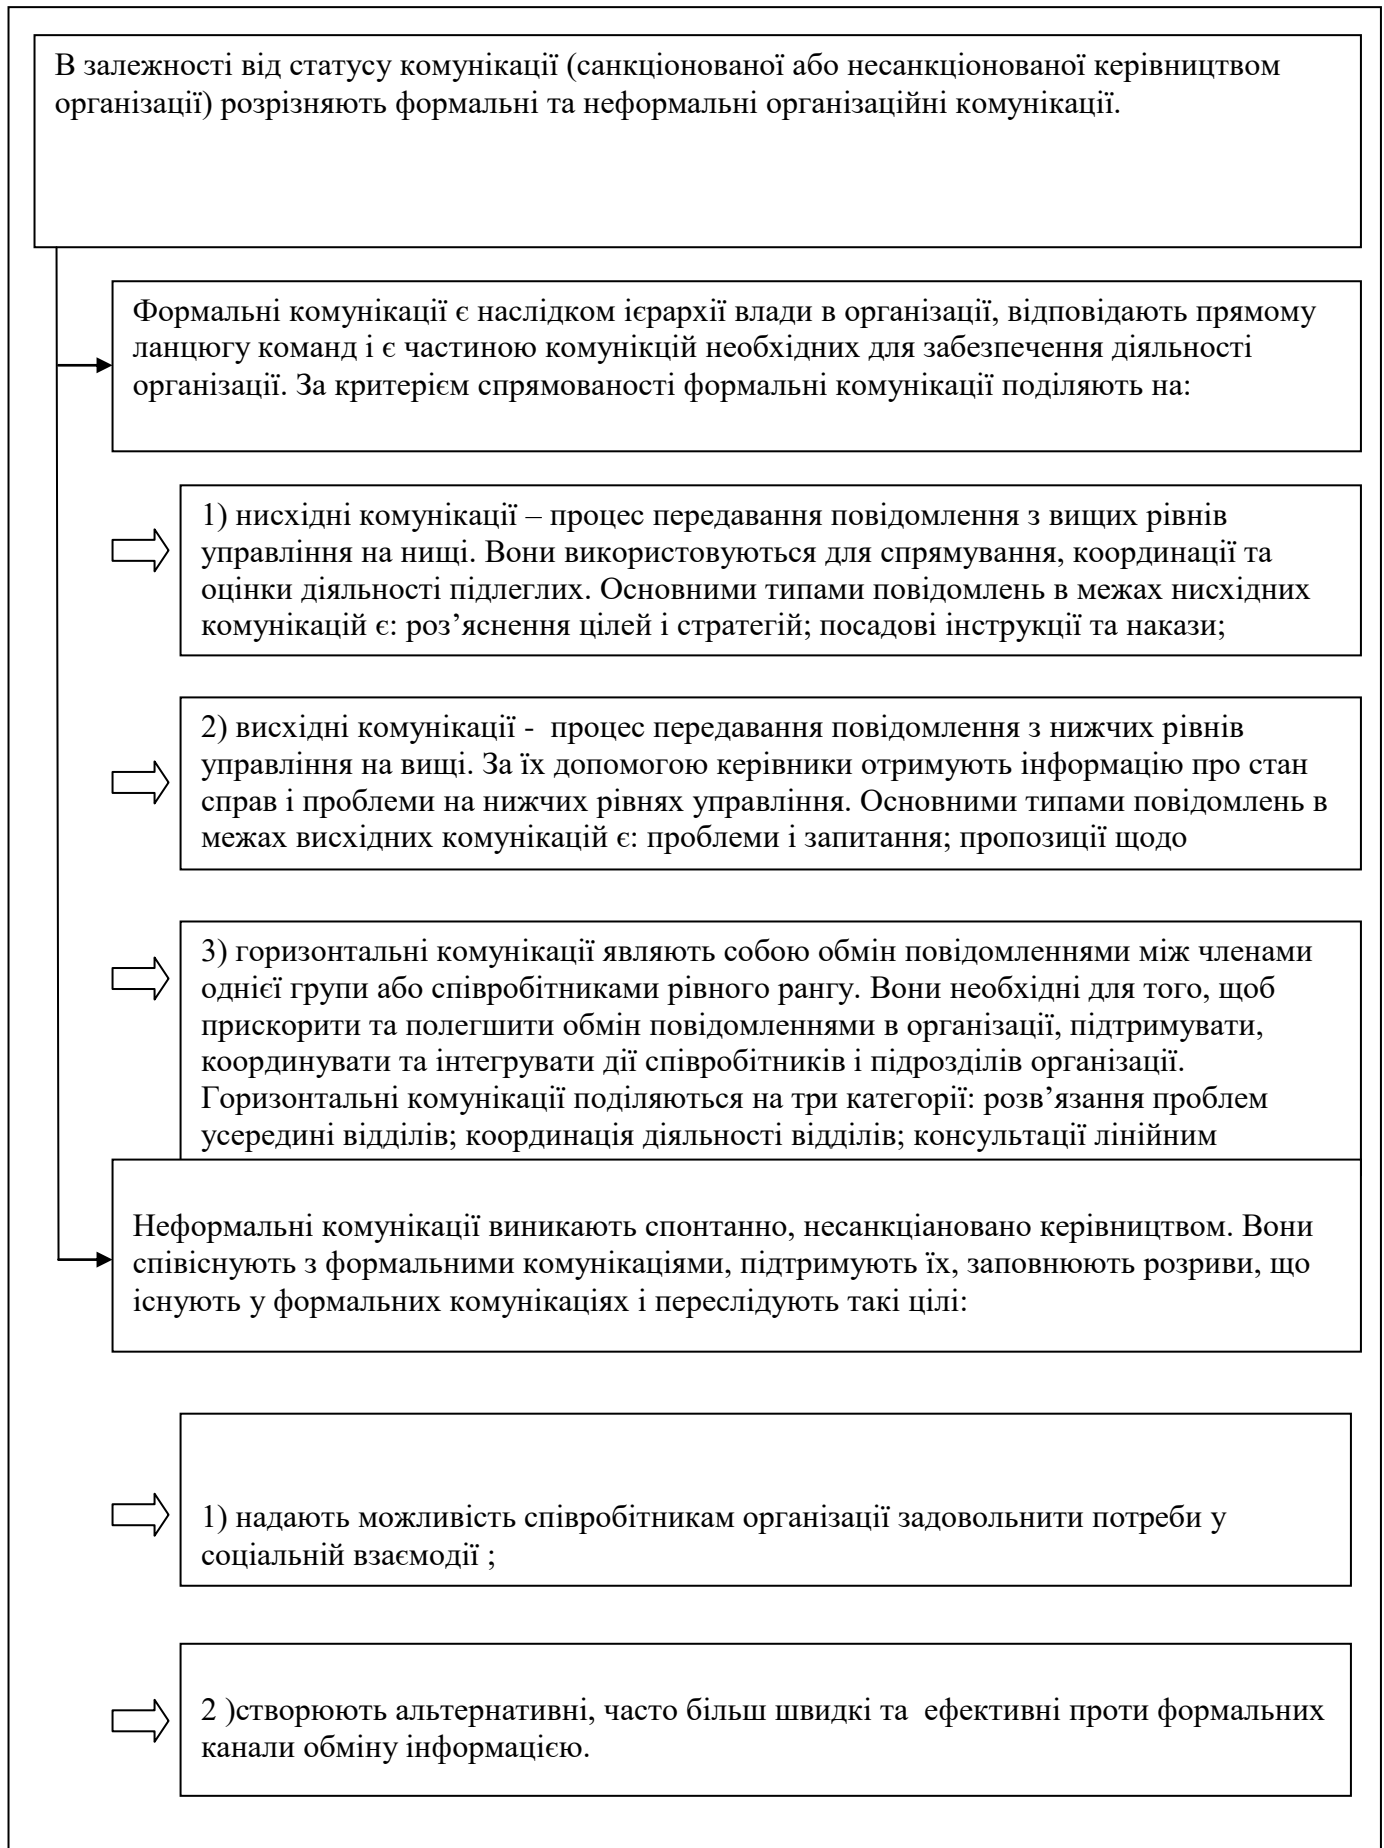 В залежності від статусу комунікації (санкціонованої або несанкціонованої керівництвом
організації) розрізняють формальні та неформальні організаційні комунікації.
Формальні комунікації є наслідком ієрархії влади в організації, відповідають прямому
ланцюгу команд і є частиною комунікцій необхідних для забезпечення діяльності
організації. За критерієм спрямованості формальні комунікації поділяють на:
1) нисхідні комунікації – процес передавання повідомлення з вищих рівнів
управління на нищі. Вони використовуються для спрямування, координації та
оцінки діяльності підлеглих. Основними типами повідомлень в межах нисхідних
комунікацій є: роз’яснення цілей і стратегій; посадові інструкції та накази;
2) висхідні комунікації - процес передавання повідомлення з нижчих рівнів
управління на вищі. За їх допомогою керівники отримують інформацію про стан
справ і проблеми на нижчих рівнях управління. Основними типами повідомлень в
межах висхідних комунікацій є: проблеми і запитання; пропозиції щодо
3) горизонтальні комунікації являють собою обмін повідомленнями між членами
однієї групи або співробітниками рівного рангу. Вони необхідні для того, щоб
прискорити та полегшити обмін повідомленнями в організації, підтримувати,
координувати та інтегрувати дії співробітників і підрозділів організації.
Горизонтальні комунікації поділяються на три категорії: розв’язання проблем
усередині відділів; координація діяльності відділів; консультації лінійним
Неформальні комунікації виникають спонтанно, несанкціановано керівництвом. Вони
співіснують з формальними комунікаціями, підтримують їх, заповнюють розриви, що
існують у формальних комунікаціях і переслідують такі цілі:
1) надають можливість співробітникам організації задовольнити потреби у
соціальній взаємодії ;
2 )створюють альтернативні, часто більш швидкі та ефективні проти формальних
канали обміну інформацією.